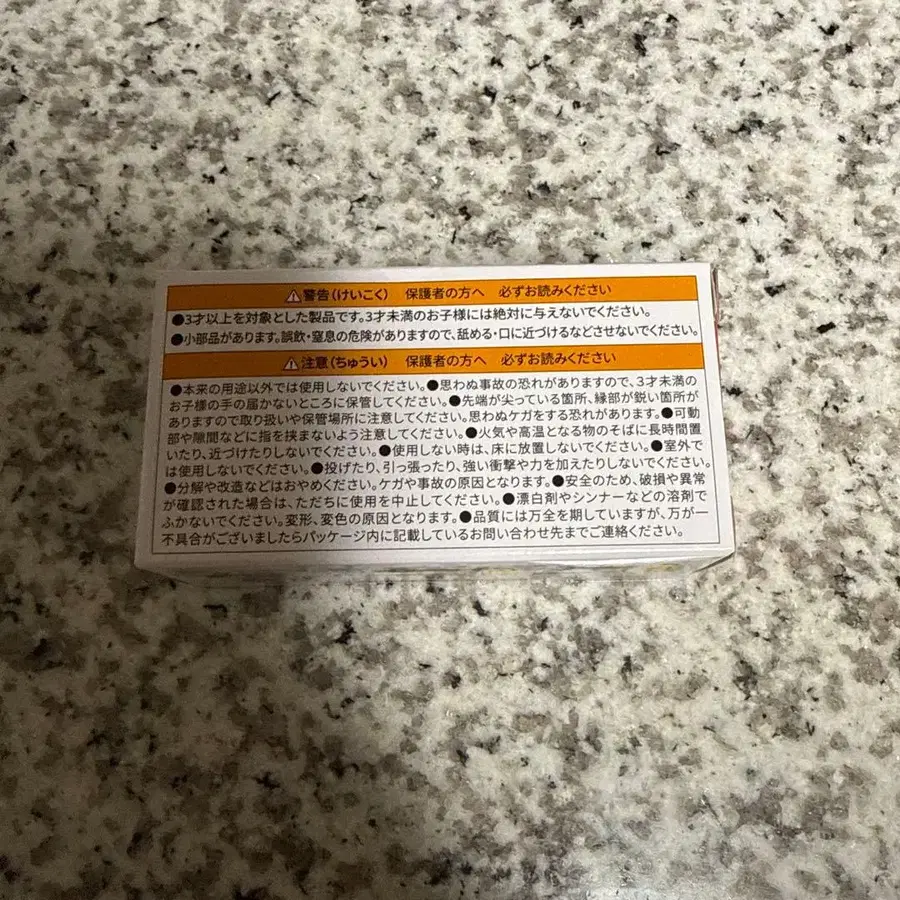 ⚠警告(けいこく) 保護者の方へ 必ずお読みください
●3才以上を対象とした製品です。3才未満のお子様には絶対に与えないでください。
●小部品があります。誤飲・窒息の危険がありますので、舐める・口に近づけるなどさせないでください。
⚠注意(ちゅうい) 保護者の方へ 必ずお読みください
●本来の用途以外では使用しないでください。●思わぬ事故の恐れがありますので、3才未満の
お子様の手の届かないところに保管してください。●先端が尖っている箇所、縁部が鋭い箇所が
ありますので取り扱いや保管場所に注意してください。思わぬケガをする恐れがあります。●可動
部や隙間などに指を挟まないよう注意してください。●火気や高温となる物のそばに長時間置
いたり、近づけたりしないでください。●使用しない時は、床に放置しないでください。●室外で
は使用しないでください。●投げたり、引っ張ったり、強い衝撃や力を加えたりしないでください。
●分解や改造などはおやめください。ケガや事故の原因となります。●安全のため、破損や異常
が確認された場合は、ただちに使用を中止してください。●漂白剤やシンナーなどの溶剤で
ふかないでください。変形、変色の原因となります。●品質には万全を期していますが、万が一
不具合がございましたらパッケージ内に記載しているお問い合わせ先までご連絡ください。